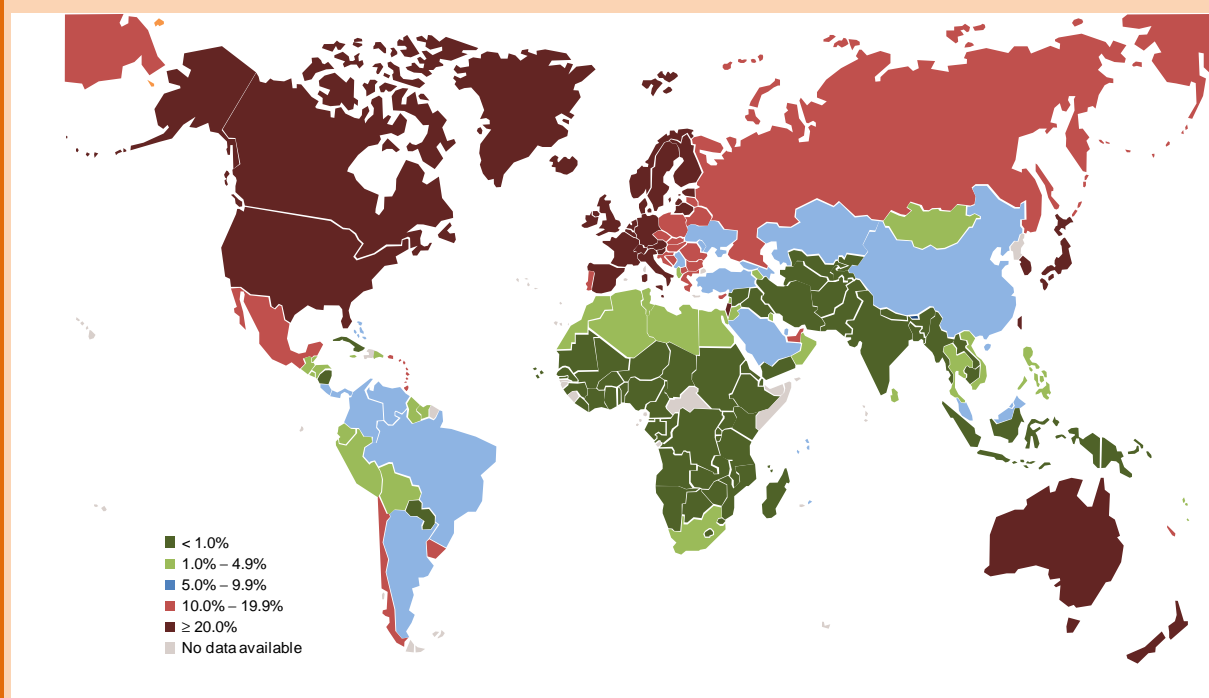 < 1.0%
1.0% – 4.9%
5.0% – 9.9%
10.0% – 19.9%
≥ 20.0%
No data available